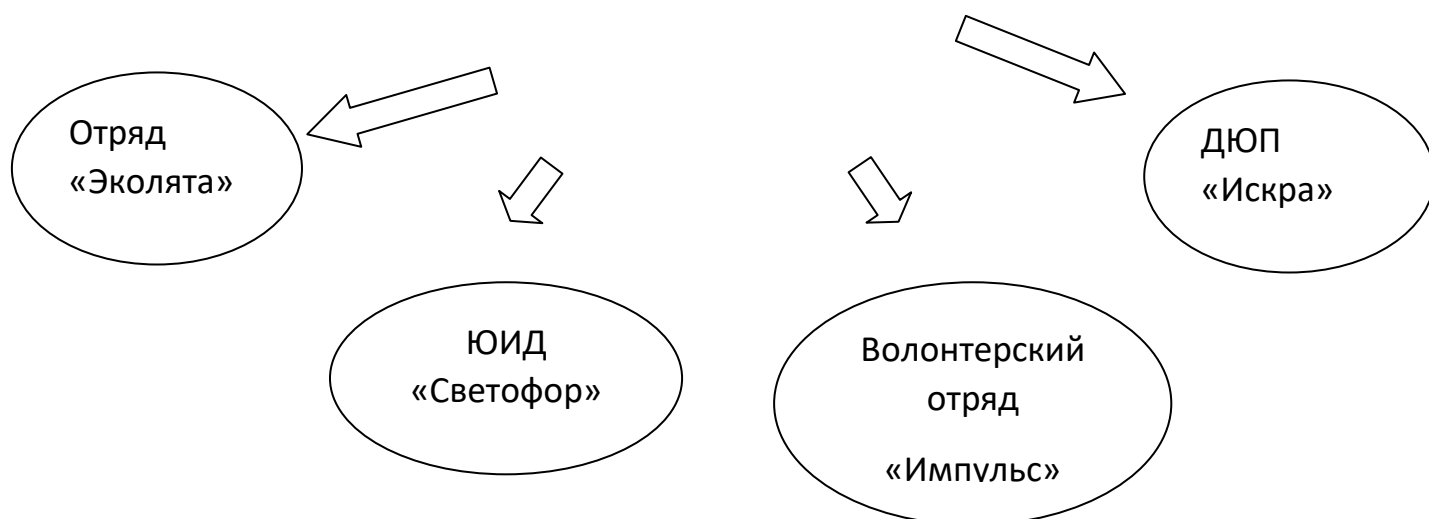 Отряд
«Эколята»
ДЮП
«Искра»
ЮИД
«Светофор»
Волонтерский
отряд
«Импульс»